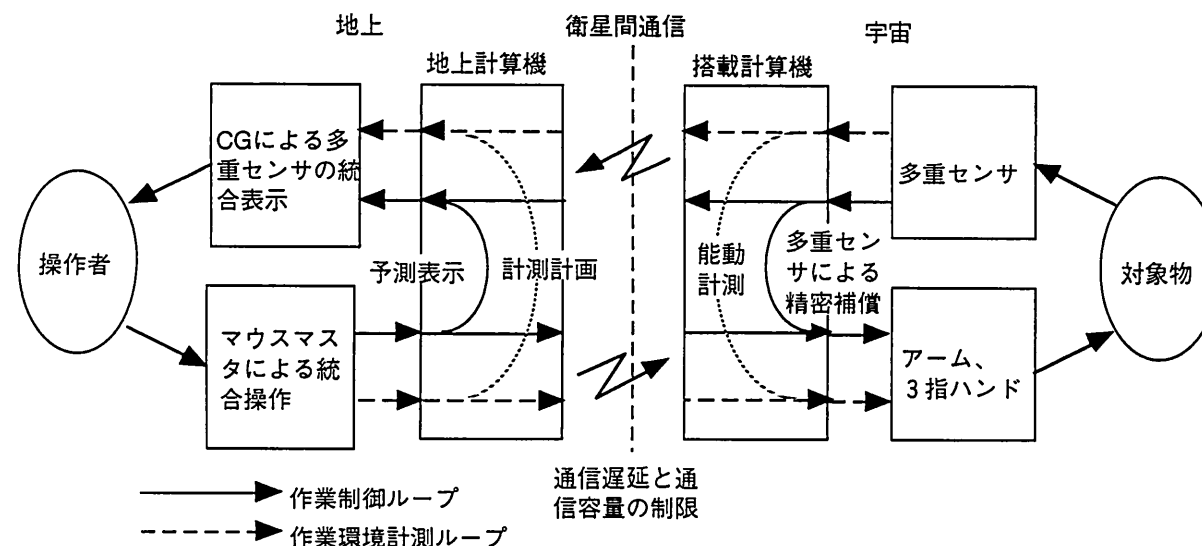 地上
衛星間通信
宇宙
地上計算機
搭載計算機
CGによる多
重センサの統
合表示
多重センサ
操作者
予測表示
計測計画
能動
計測
多重セン
サによる
精密補償
対象物
マウスマス
タによる統
合操作
アーム、
3指ハンド
通信遅延と通
信容量の制限
作業制御ループ
作業環境計測ループ